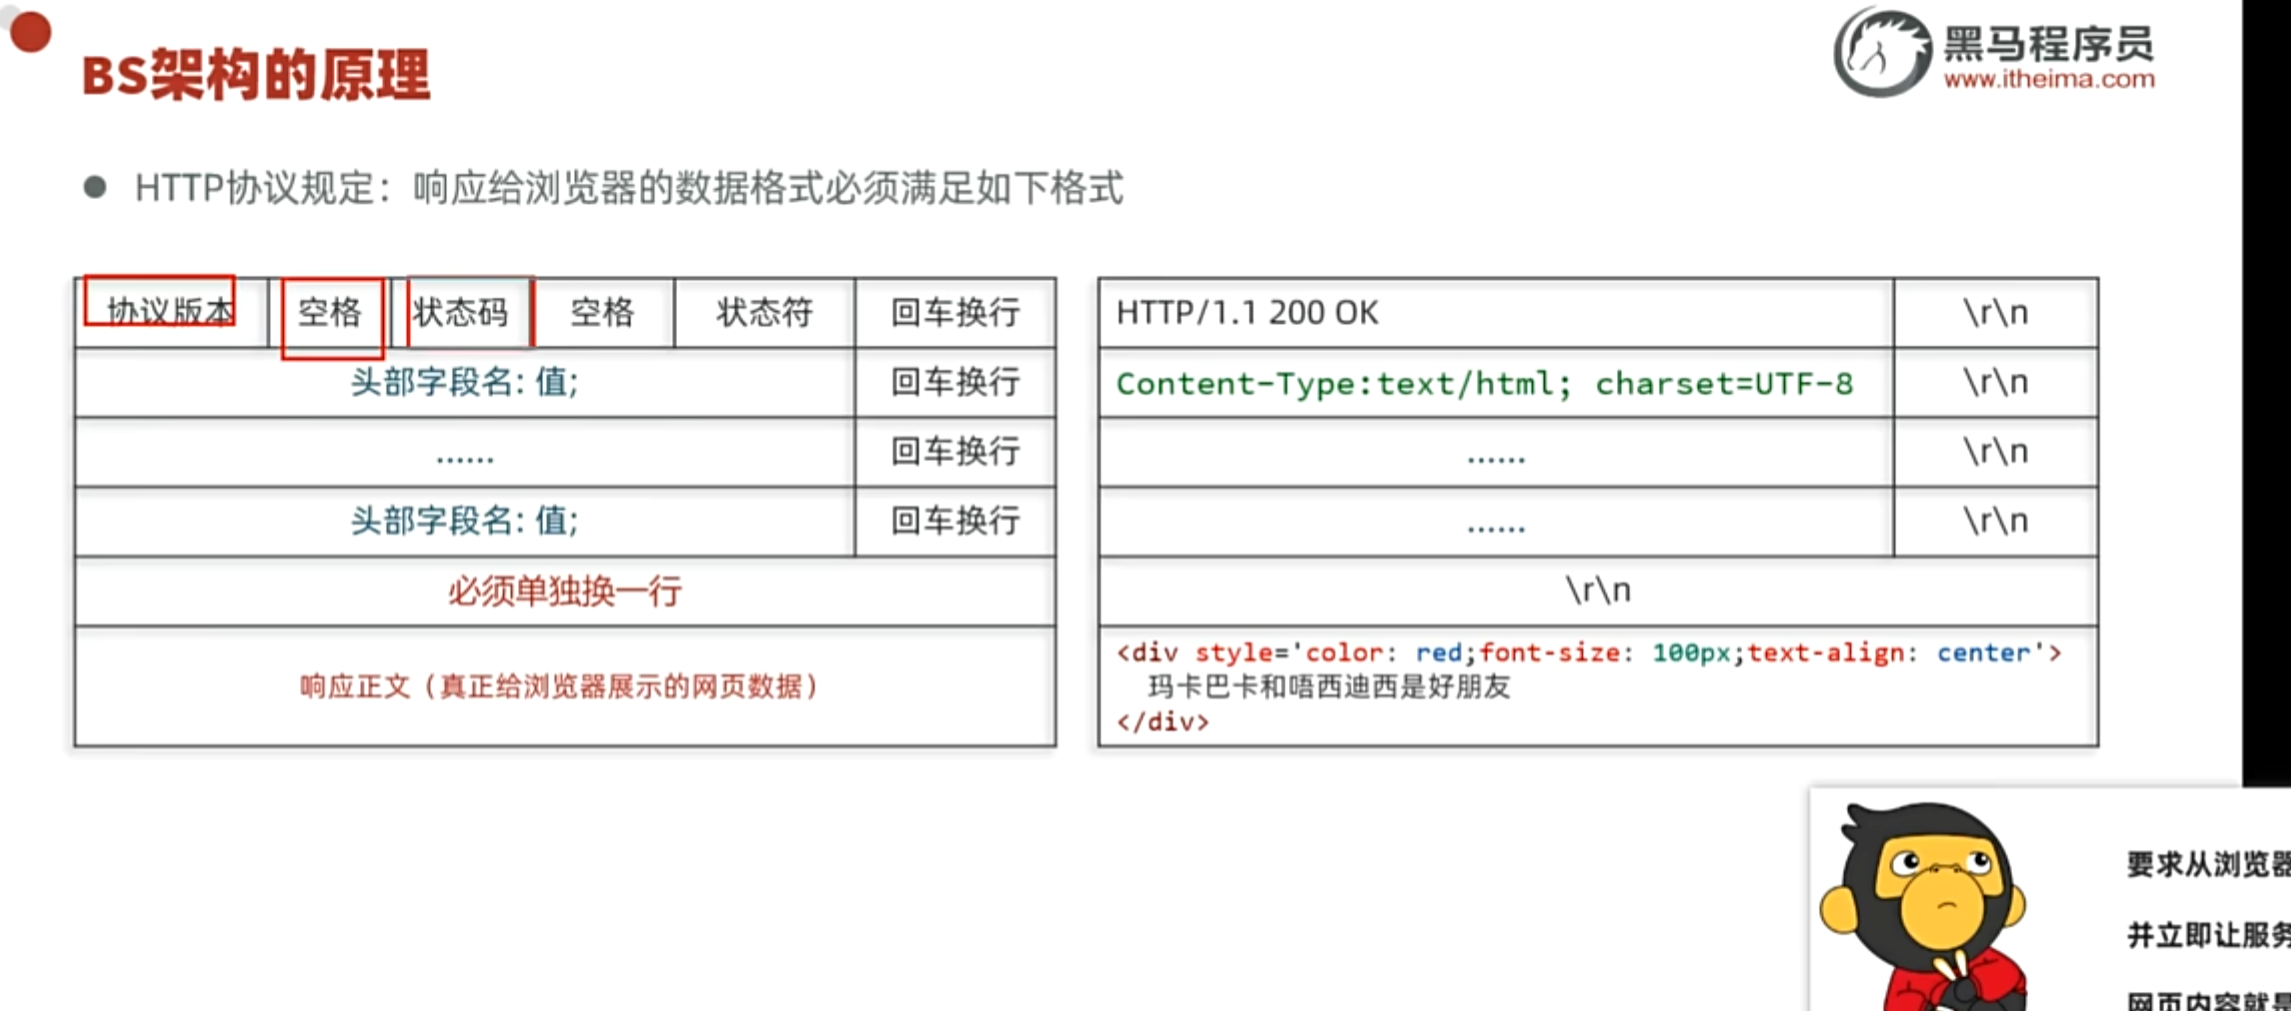 BS架构的原理
黑马程序员
www.itheima.com
HTTP协议规定：响应给浏览器的数据格式必须满足如下格式
协议版本 空格 状态码 空格 状态符 回车换行
头部字段名: 值; 回车换行
...... 回车换行
头部字段名: 值; 回车换行
必须单独换一行
响应正文（真正给浏览器展示的网页数据）
HTTP/1.1 200 OK \r\n
Content-Type:text/html; charset=UTF-8 \r\n
...... \r\n
...... \r\n
\r\n
<div style='color: red;font-size: 100px;text-align: center'>
玛卡巴卡和唔西迪西是好朋友
</div>
要求从浏览器
并立即让服务
网页内容就是